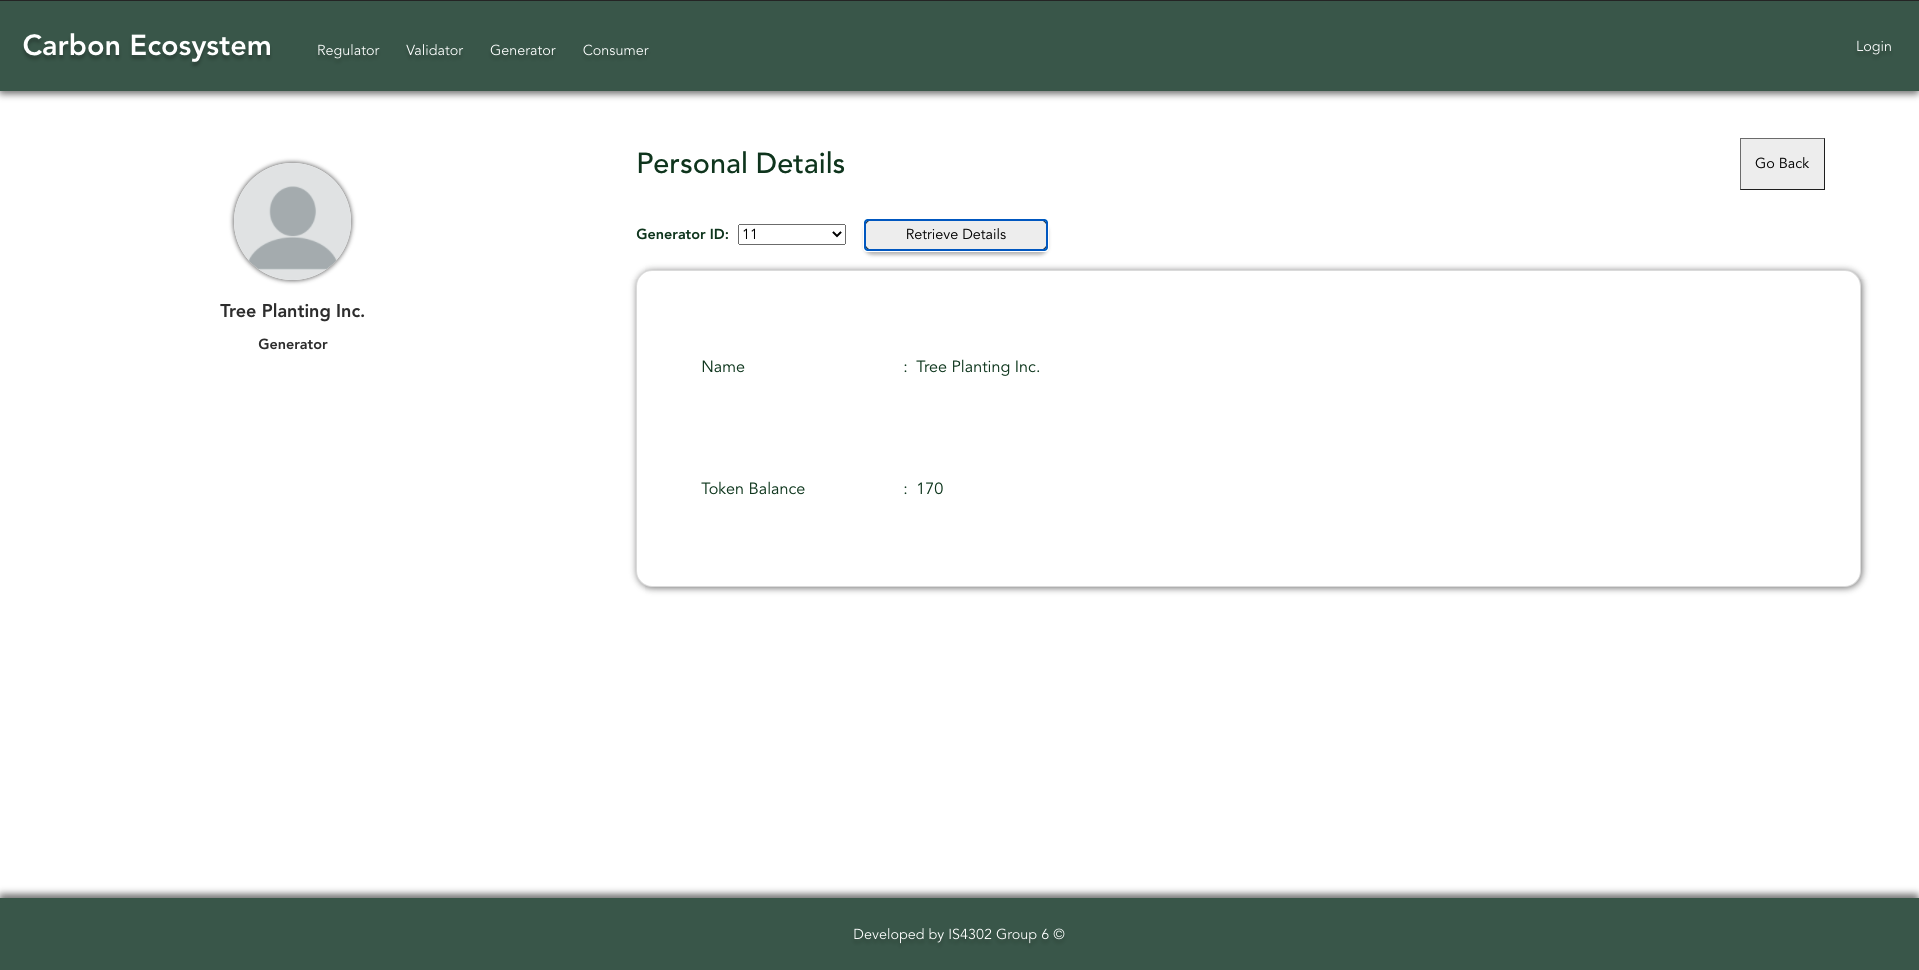 Carbon Ecosystem Regulator Validator Generator Consumer Login
Tree Planting Inc.
Generator
Personal Details Go Back
Generator ID: 11 Retrieve Details
Name : Tree Planting Inc.
Token Balance : 170
Developed by IS4302 Group 6 ©